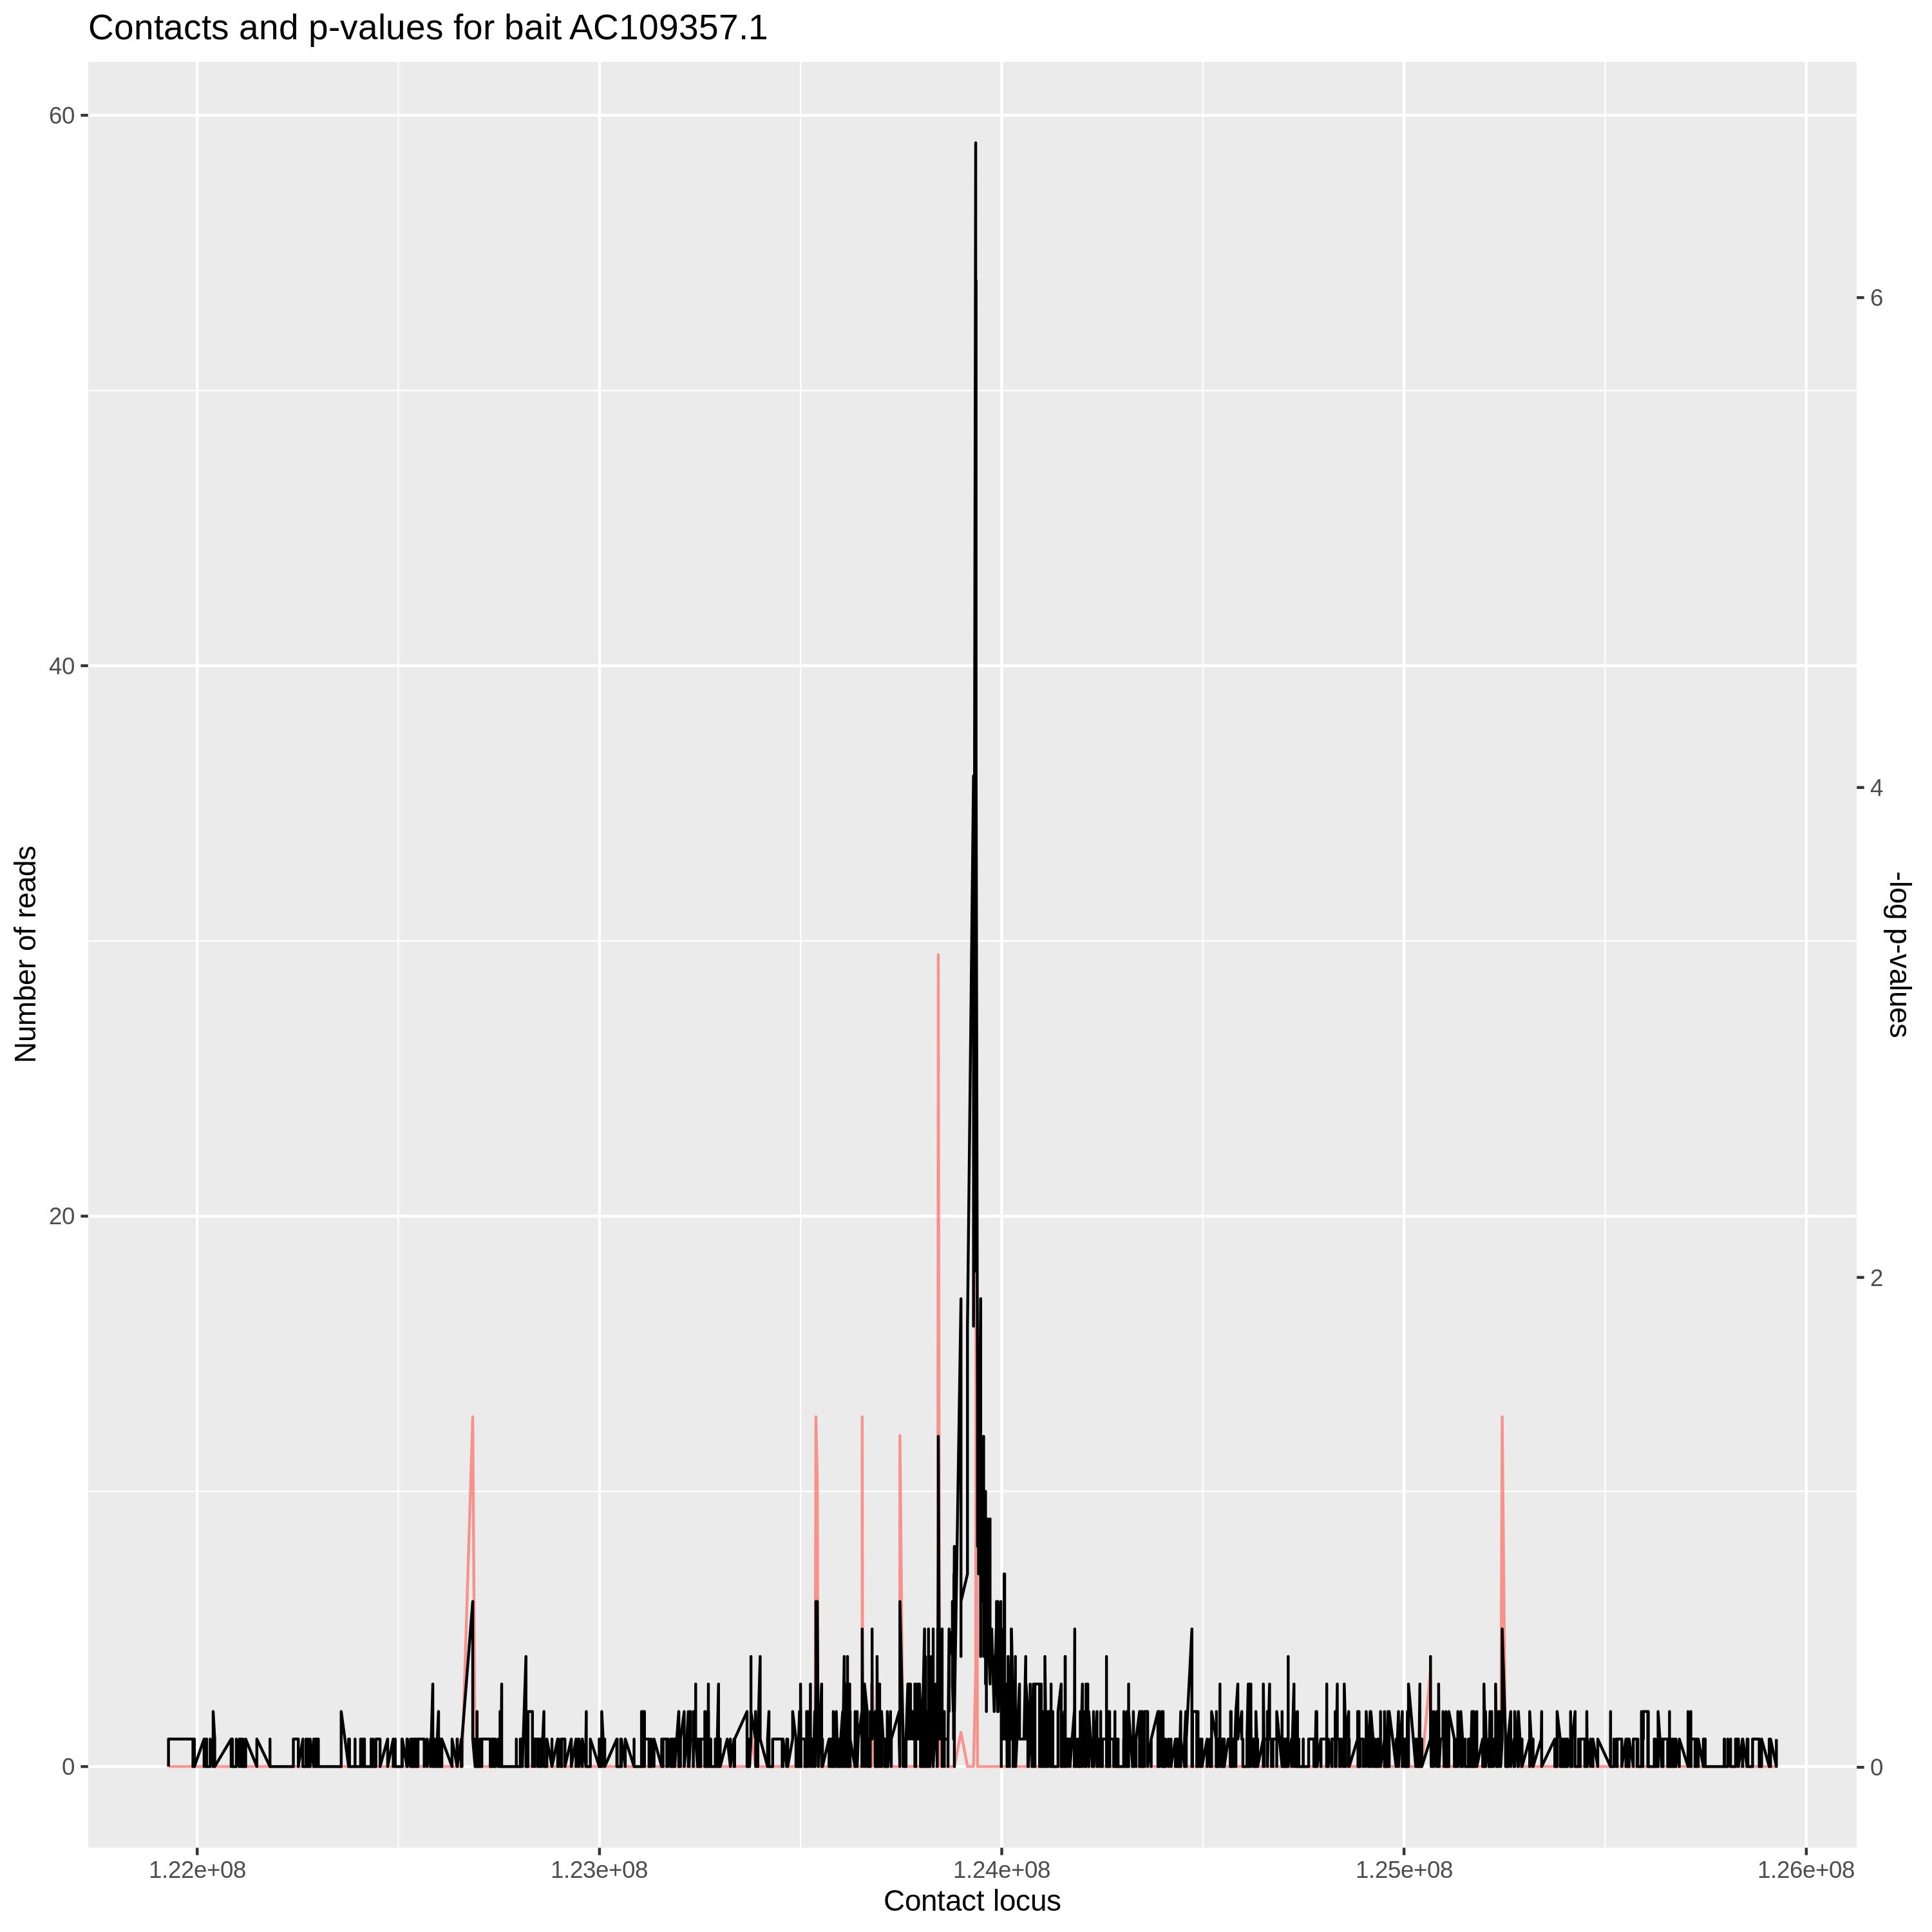 Contacts and p-values for bait AC109357.1
60
40
20
0
Number of reads
6
4
2
0
-log p-values
1.22e+08
1.23e+08
1.24e+08
1.25e+08
1.26e+08
Contact locus